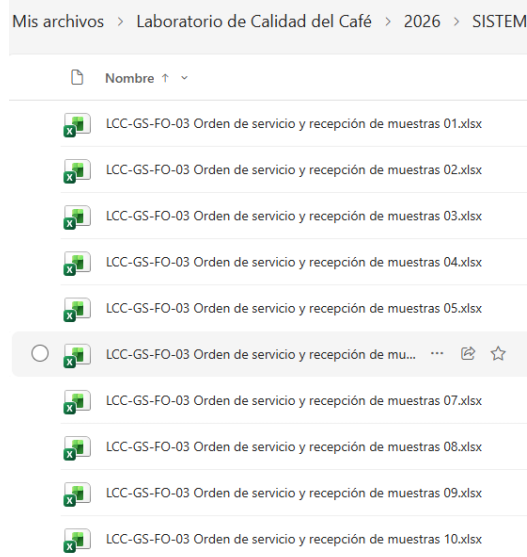 Mis archivos > Laboratorio de Calidad del Café > 2026 > SISTEM
Nombre ↑
LCC-GS-FO-03 Orden de servicio y recepción de muestras 01.xlsx
LCC-GS-FO-03 Orden de servicio y recepción de muestras 02.xlsx
LCC-GS-FO-03 Orden de servicio y recepción de muestras 03.xlsx
LCC-GS-FO-03 Orden de servicio y recepción de muestras 04.xlsx
LCC-GS-FO-03 Orden de servicio y recepción de muestras 05.xlsx
LCC-GS-FO-03 Orden de servicio y recepción de mu... ...
LCC-GS-FO-03 Orden de servicio y recepción de muestras 07.xlsx
LCC-GS-FO-03 Orden de servicio y recepción de muestras 08.xlsx
LCC-GS-FO-03 Orden de servicio y recepción de muestras 09.xlsx
LCC-GS-FO-03 Orden de servicio y recepción de muestras 10.xlsx